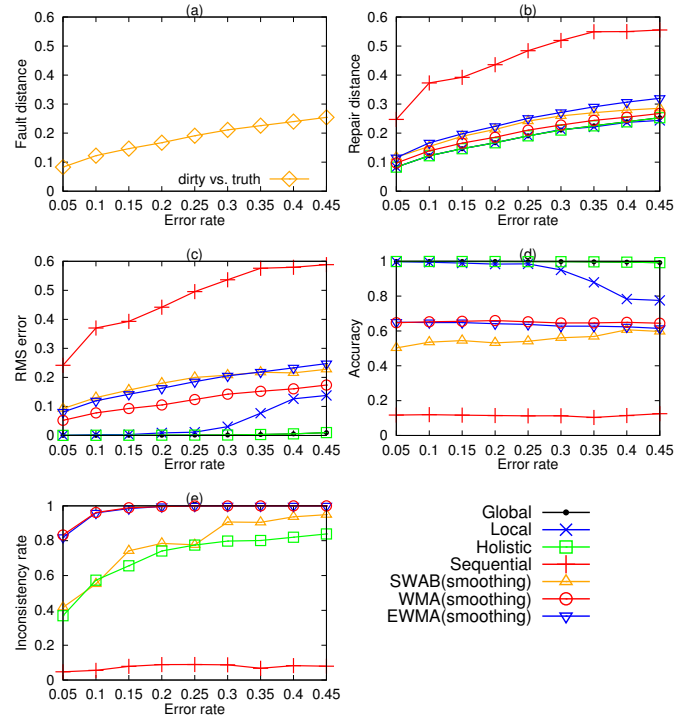 (a)
0.6
0.5
0.4
0.3
0.2
0.1
0
Fault distance
dirty vs. truth
0.05 0.1 0.15 0.2 0.25 0.3 0.35 0.4 0.45
Error rate
(b)
0.6
0.5
0.4
0.3
0.2
0.1
0
Repair distance
0.05 0.1 0.15 0.2 0.25 0.3 0.35 0.4 0.45
Error rate
(c)
0.6
0.5
0.4
0.3
0.2
0.1
0
RMS error
0.05 0.1 0.15 0.2 0.25 0.3 0.35 0.4 0.45
Error rate
(d)
1
0.8
0.6
0.4
0.2
0
Accuracy
0.05 0.1 0.15 0.2 0.25 0.3 0.35 0.4 0.45
Error rate
(e)
1
0.8
0.6
0.4
0.2
0
Inconsistency rate
0.05 0.1 0.15 0.2 0.25 0.3 0.35 0.4 0.45
Error rate
Global
Local
Holistic
Sequential
SWAB(smoothing)
WMA(smoothing)
EWMA(smoothing)